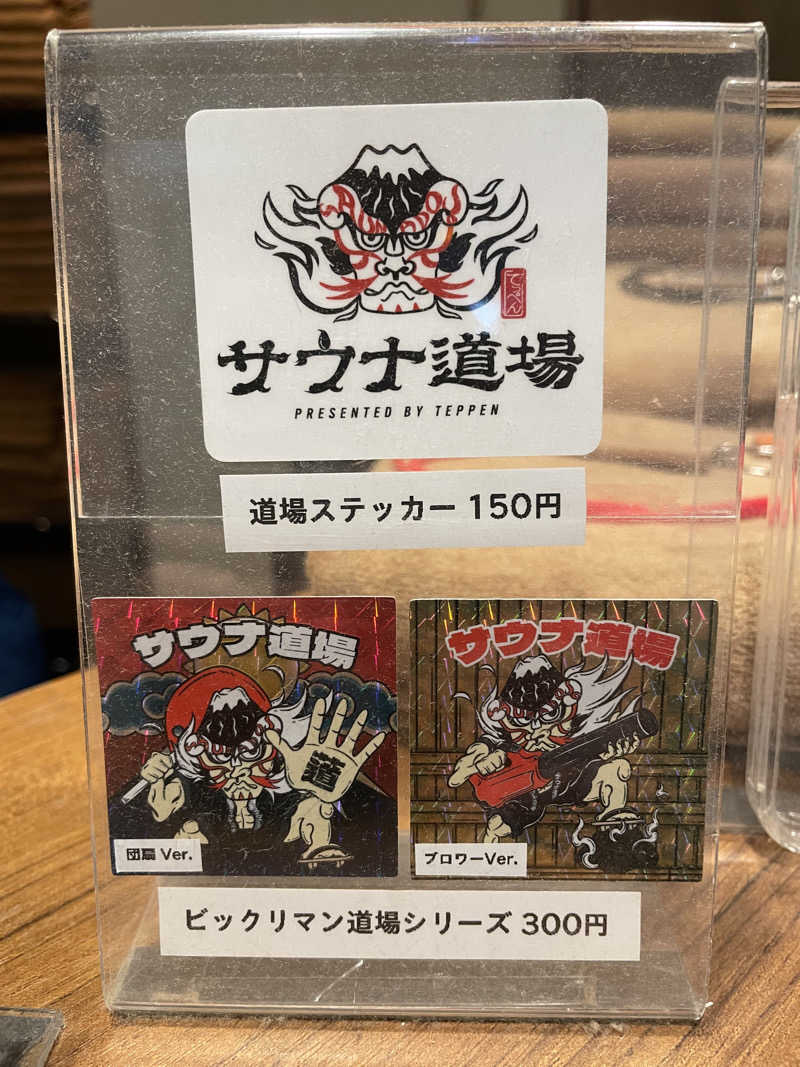 SAUNA DOJO
てっぺん
サウナ道場
PRESENTED BY TEPPEN
道場ステッカー 150円
サウナ道場
道
団扇 Ver.
サウナ道場
ブロワーVer.
ビックリマン道場シリーズ 300円